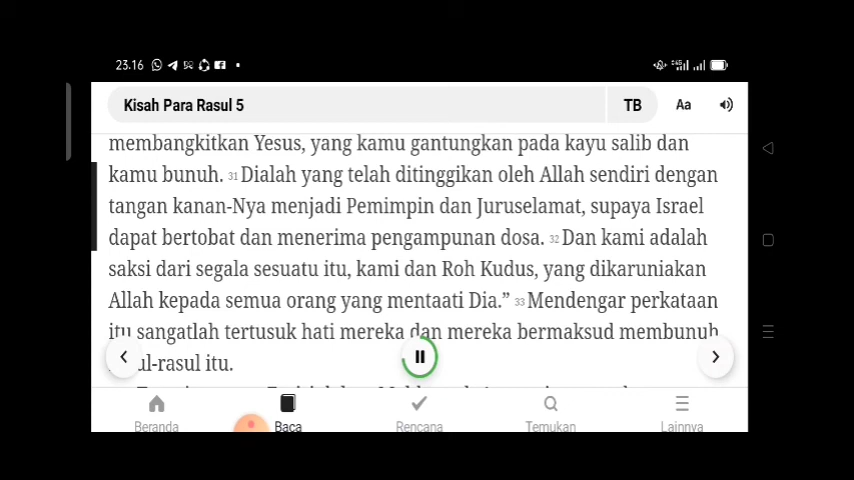 23.16
Kisah Para Rasul 5 TB Aa
membangkitkan Yesus, yang kamu gantungkan pada kayu salib dan
kamu bunuh. 31 Dialah yang telah ditinggikan oleh Allah sendiri dengan
tangan kanan-Nya menjadi Pemimpin dan Juruselamat, supaya Israel
dapat bertobat dan menerima pengampunan dosa. 32 Dan kami adalah
saksi dari segala sesuatu itu, kami dan Roh Kudus, yang dikaruniakan
Allah kepada semua orang yang mentaati Dia.” 33 Mendengar perkataan
itu sangatlah tertusuk hati mereka dan mereka bermaksud membunuh
-rasul itu.
Beranda Baca Rencana Temukan Lainnya